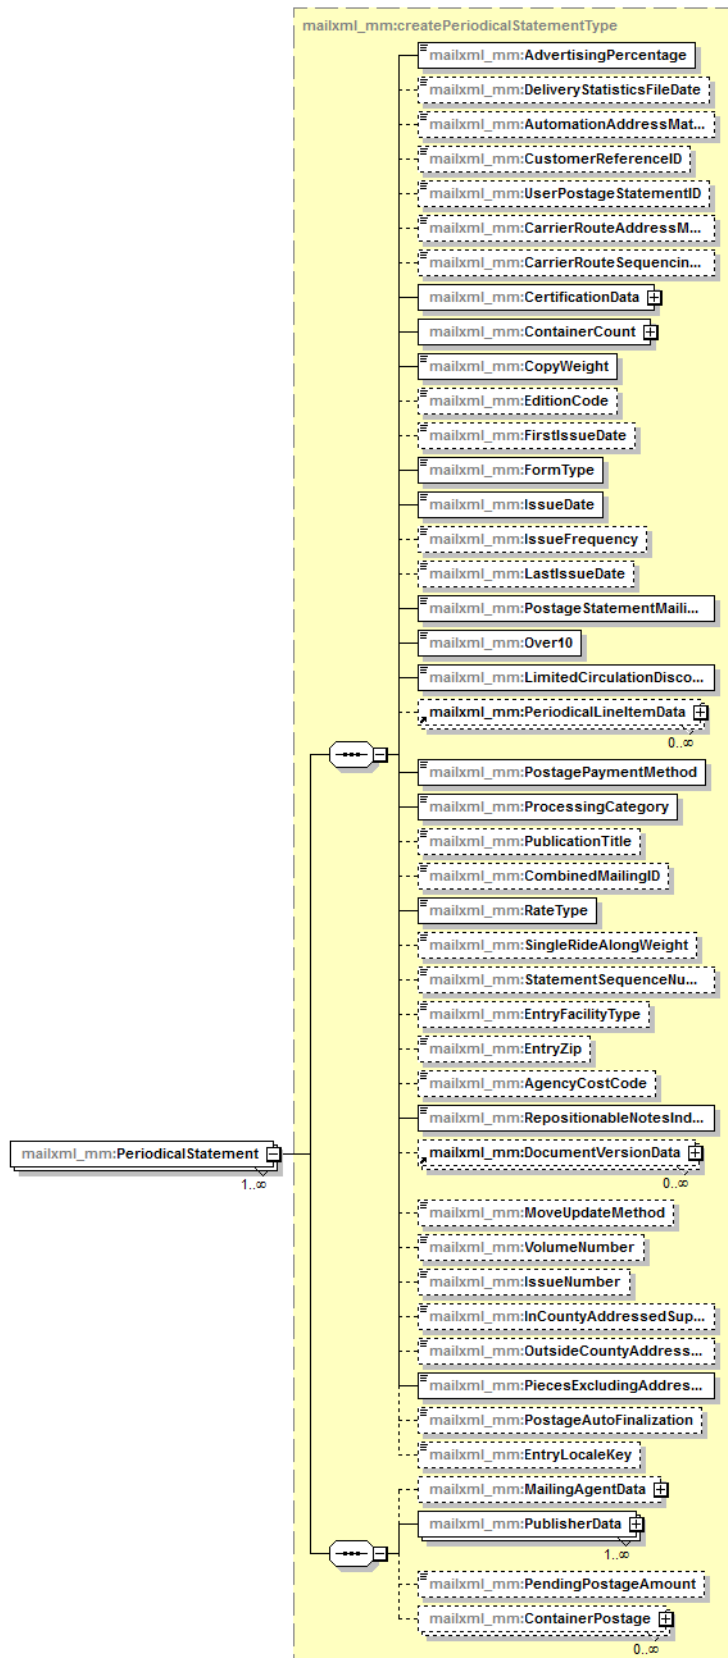 mailxml_mm:createPeriodicalStatementType
mailxml_mm:AdvertisingPercentage
mailxml_mm:DeliveryStatisticsFileDate
mailxml_mm:AutomationAddressMat...
mailxml_mm:CustomerReferenceID
mailxml_mm:UserPostageStatementID
mailxml_mm:CarrierRouteAddressM...
mailxml_mm:CarrierRouteSequencin...
mailxml_mm:CertificationData
mailxml_mm:ContainerCount
mailxml_mm:CopyWeight
mailxml_mm:EditionCode
mailxml_mm:FirstIssueDate
mailxml_mm:FormType
mailxml_mm:IssueDate
mailxml_mm:IssueFrequency
mailxml_mm:LastIssueDate
mailxml_mm:PostageStatementMaili...
mailxml_mm:Over10
mailxml_mm:LimitedCirculationDisco...
mailxml_mm:PeriodicalLineItemData
0..∞
mailxml_mm:PostagePaymentMethod
mailxml_mm:ProcessingCategory
mailxml_mm:PublicationTitle
mailxml_mm:CombinedMailingID
mailxml_mm:RateType
mailxml_mm:SingleRideAlongWeight
mailxml_mm:StatementSequenceNu...
mailxml_mm:EntryFacilityType
mailxml_mm:EntryZip
mailxml_mm:AgencyCostCode
mailxml_mm:RepositionableNotesInd...
mailxml_mm:PeriodicalStatement
1..∞
mailxml_mm:DocumentVersionData
0..∞
mailxml_mm:MoveUpdateMethod
mailxml_mm:VolumeNumber
mailxml_mm:IssueNumber
mailxml_mm:InCountyAddressedSup...
mailxml_mm:OutsideCountyAddress...
mailxml_mm:PiecesExcludingAddres...
mailxml_mm:PostageAutoFinalization
mailxml_mm:EntryLocaleKey
mailxml_mm:MailingAgentData
mailxml_mm:PublisherData
1..∞
mailxml_mm:PendingPostageAmount
mailxml_mm:ContainerPostage
0..∞